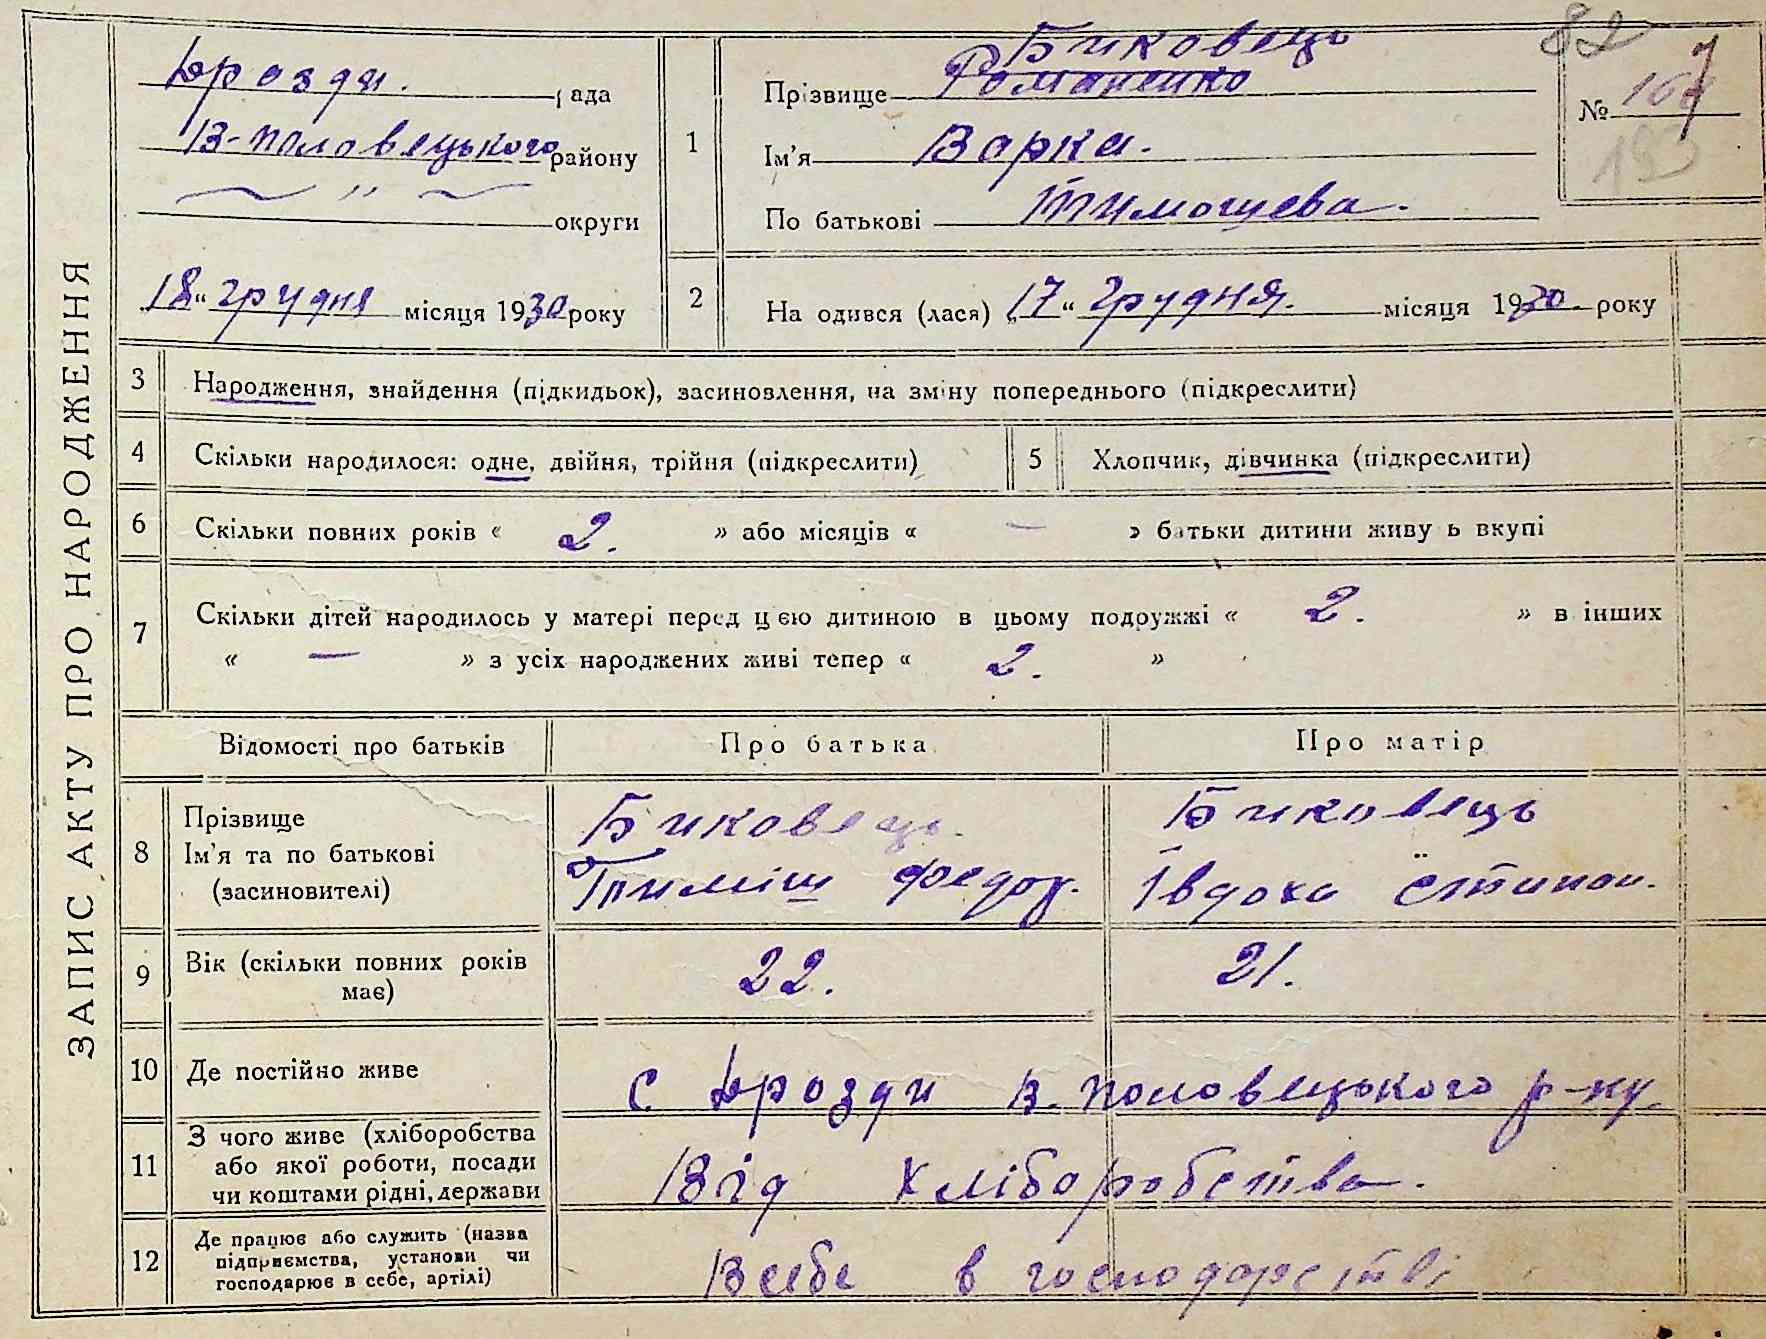 ЗАПИС АКТУ ПРО НАРОДЖЕННЯ
Дрозди. рада
В-Половецького району
~ " ~ округи
18 " грудня місяця 1930 року
1
Прізвище Романенко Биковець
Ім'я Варка.
По батькові Тимошева.
82
№ 164
193
2 На одився (лася) „17 " грудня. місяця 1930 року
3 Народження, знайдення (підкидьок), засиновлення, на зміну попереднього (підкреслити)
4 Скільки народилося: одне, двійня, трійня (підкреслити)
5 Хлопчик, дівчинка (підкреслити)
6 Скільки повних років « 2. » або місяців « — » батьки дитини живу ь вкупі
7 Скільки дітей народилось у матері перед цією дитиною в цьому подружжі « 2. » в інших
« — » з усіх народжених живі тепер « 2. »
Відомості про батьків Про батька Про матір
8 Прізвище Ім'я та по батькові (засиновителі)
Биковець Биковець
Тиміш Федор. Івдоха Степан.
9 Вік (скільки повних років має) 22. 21.
10 Де постійно живе с Дрозди В. Половецького р-ну.
11 З чого живе (хліборобства або якої роботи, посади чи коштами рідні, держави Від хліборобства.
12 Де працює або служить (назва підприємства, установи чи господарює в себе, артілі) В себе в господарстві